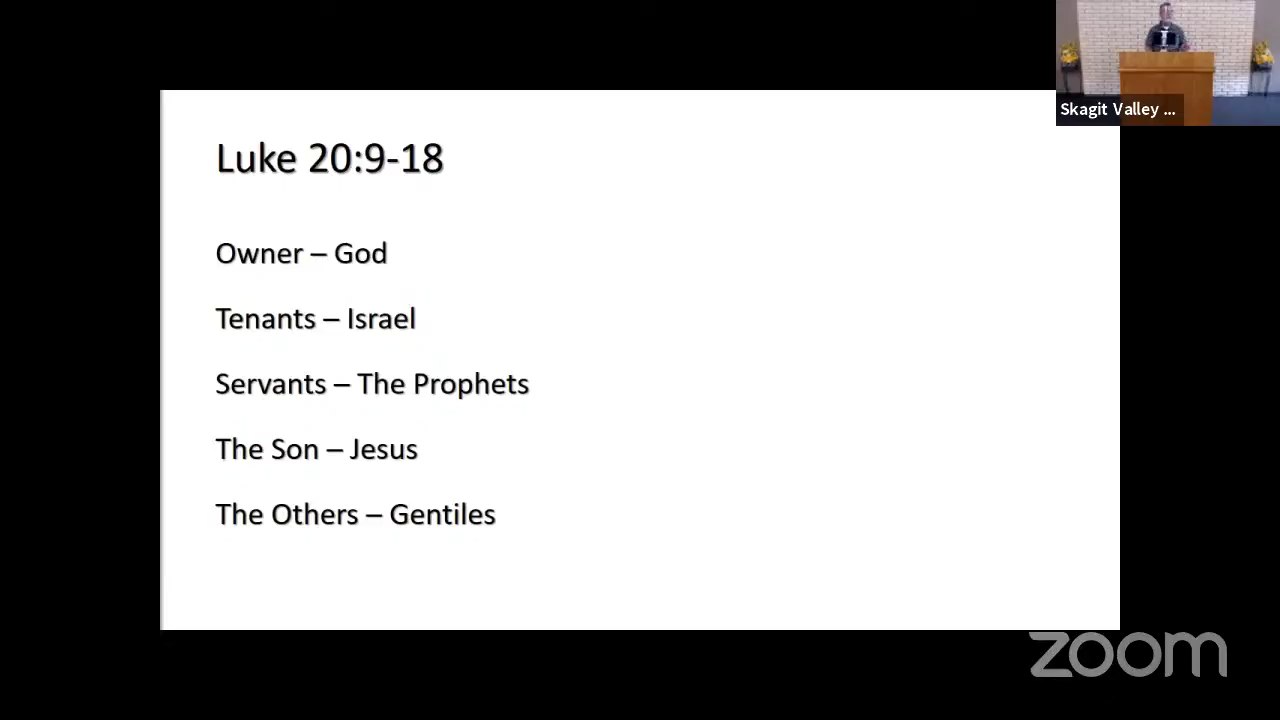 Skagit Valley ...
Luke 20:9-18
Owner – God
Tenants – Israel
Servants – The Prophets
The Son – Jesus
The Others – Gentiles
zoom